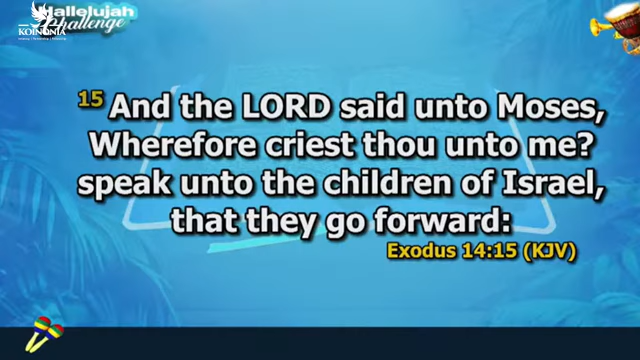 Hallelujah
Challenge
KOINONIA
15 And the LORD said unto Moses,
Wherefore criest thou unto me?
speak unto the children of Israel,
that they go forward:
Exodus 14:15 (KJV)